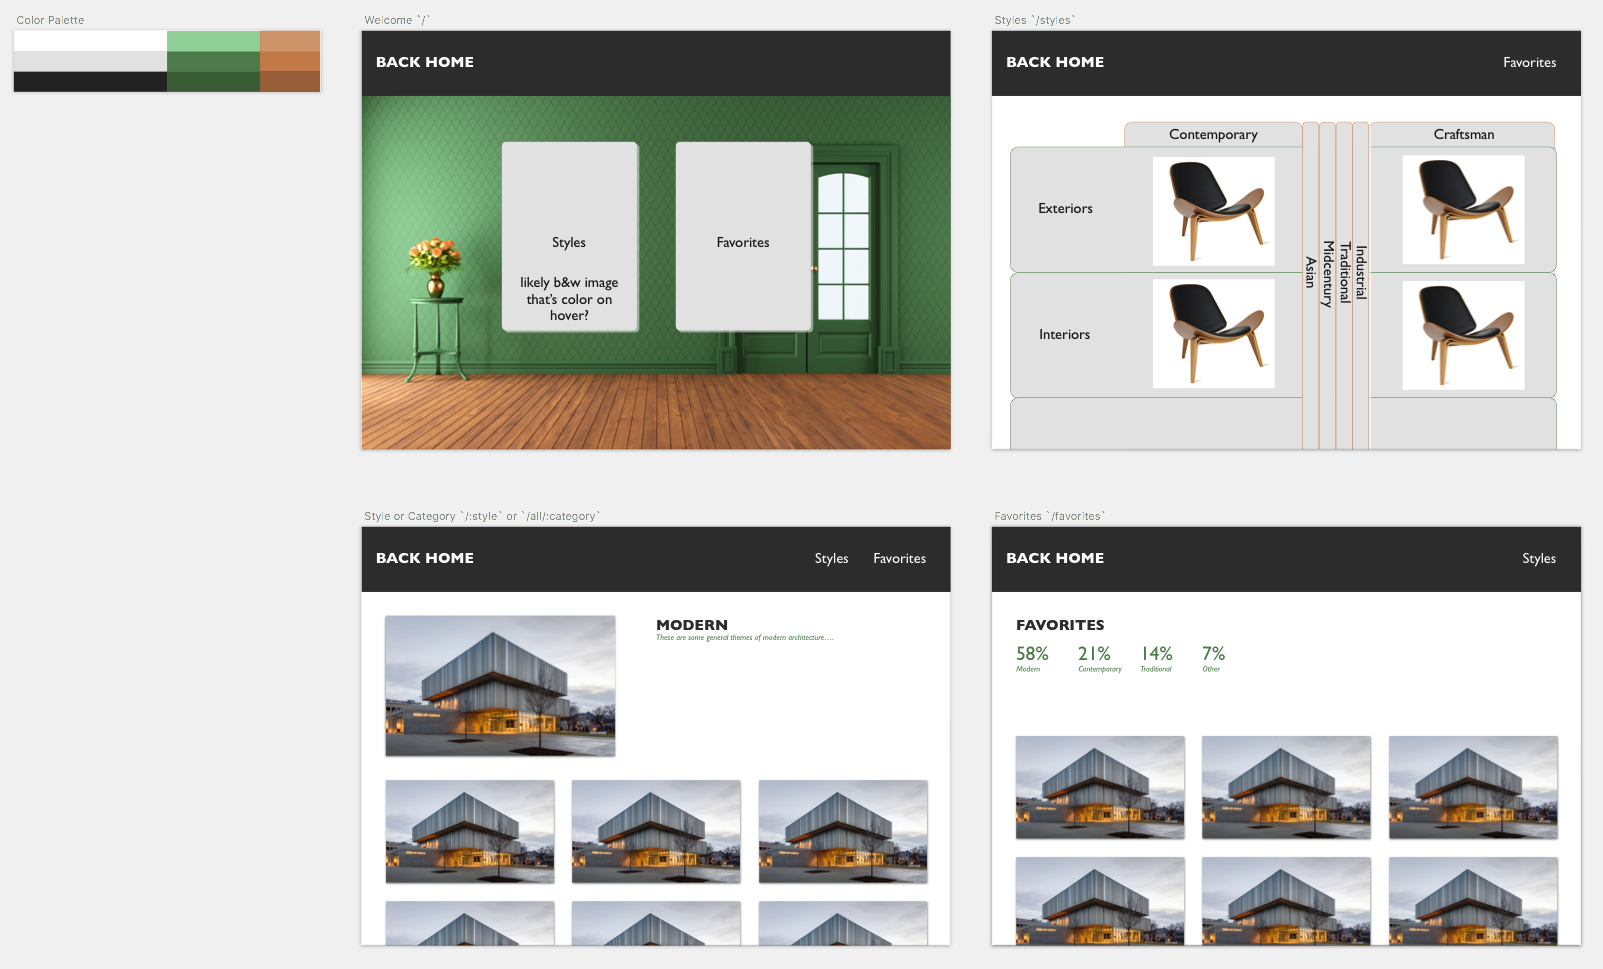 Color Palette
Welcome `/`
BACK HOME
Styles
likely b&w image
that's color on
hover?
Favorites
Styles `/styles`
BACK HOME
Favorites
Contemporary
Craftsman
Exteriors
Interiors
Asian
Midcentury
Traditional
Industrial
Style or Category `/:style` or `/all/:category`
BACK HOME
Styles
Favorites
MODERN
These are some general themes of modern architecture....
Favorites `/favorites`
BACK HOME
Styles
FAVORITES
58%
21%
14%
7%
Modern
Contemporary
Traditional
Other